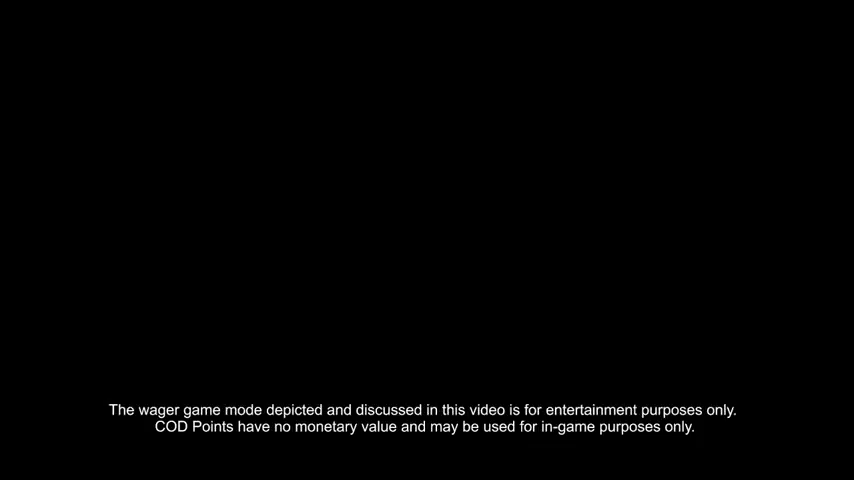 The wager game mode depicted and discussed in this video is for entertainment purposes only.
COD Points have no monetary value and may be used for in-game purposes only.